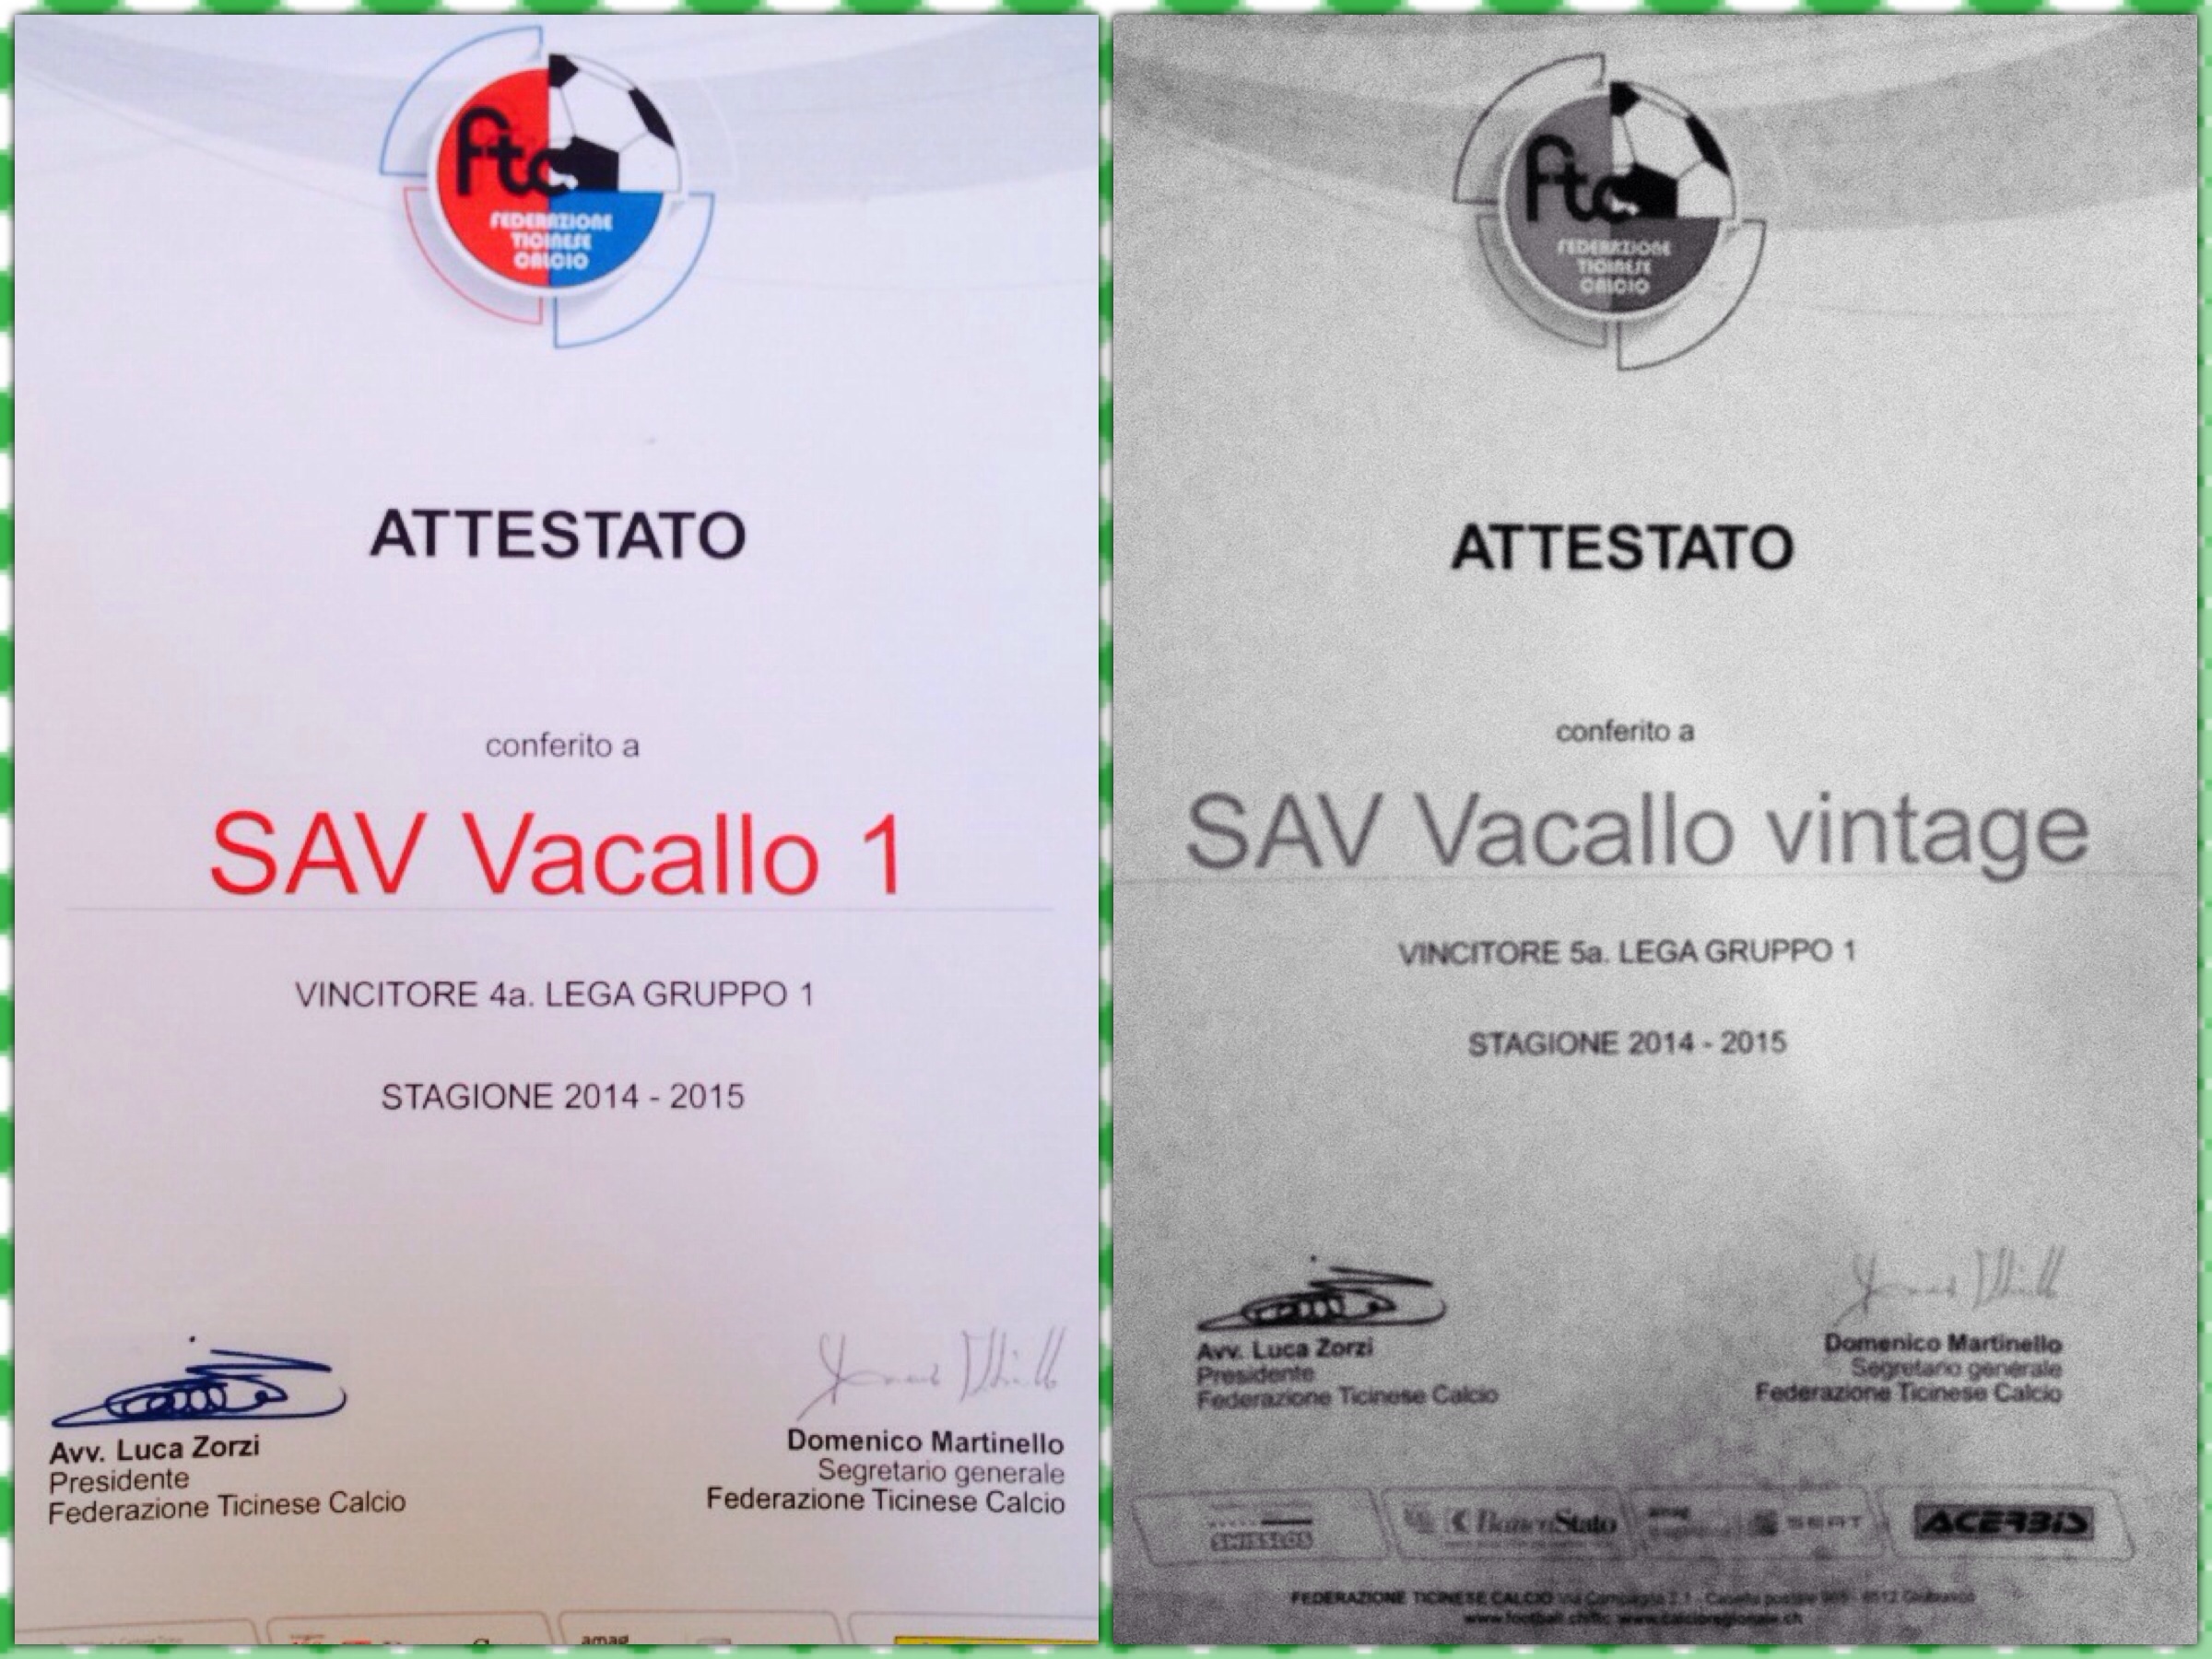 ftc
FEDERAZIONE
TICINESE
CALCIO
ATTESTATO
conferito a
SAV Vacallo 1
VINCITORE 4a. LEGA GRUPPO 1
STAGIONE 2014 - 2015
Avv. Luca Zorzi
Presidente
Federazione Ticinese Calcio
Domenico Martinello
Segretario generale
Federazione Ticinese Calcio
amag
ftc
FEDERAZIONE
TICINESE
CALCIO
ATTESTATO
conferito a
SAV Vacallo vintage
VINCITORE 5a. LEGA GRUPPO 1
STAGIONE 2014 - 2015
Avv. Luca Zorzi
Presidente
Federazione Ticinese Calcio
Domenico Martinello
Segretario generale
Federazione Ticinese Calcio
SWISSLOS
BancaStato
amag
SEAT
ACERBIS
FEDERAZIONE TICINESE CALCIO